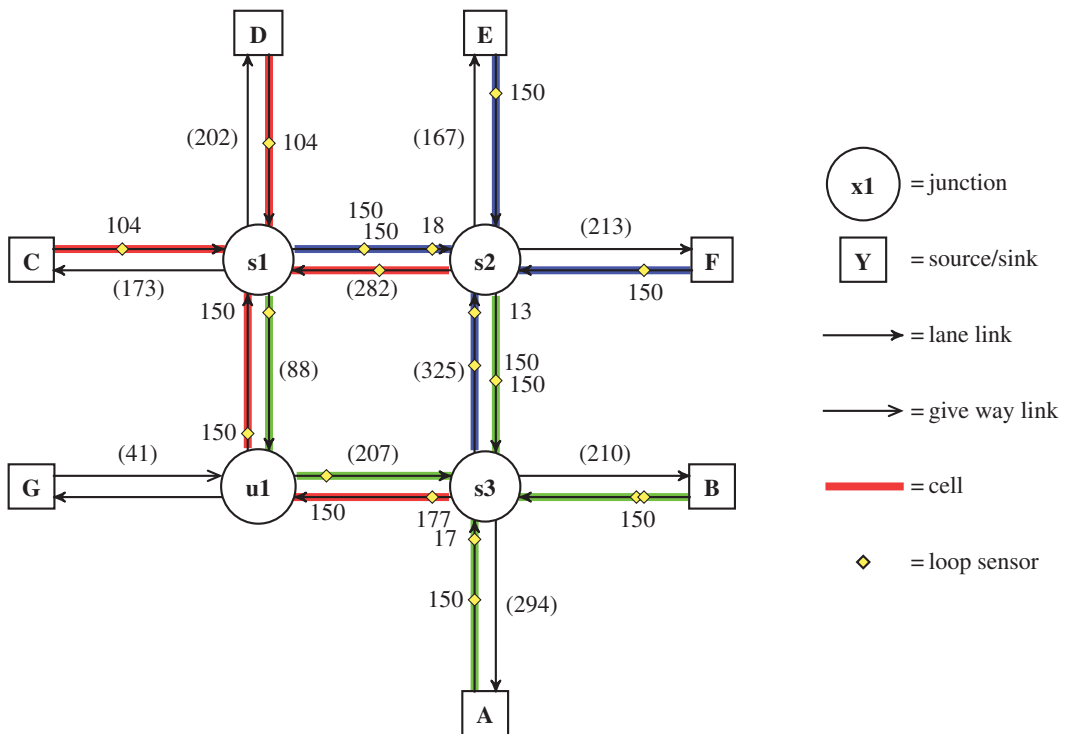 D
E
150
(202)
104
(167)
x1
= junction
104
150
150
18
(213)
C
s1
s2
F
Y
= source/sink
(173)
(282)
150
150
13
= lane link
(88)
(325)
150
150
= give way link
150
(41)
(207)
(210)
G
u1
s3
B
= cell
150
177
150
17
= loop sensor
150
(294)
A